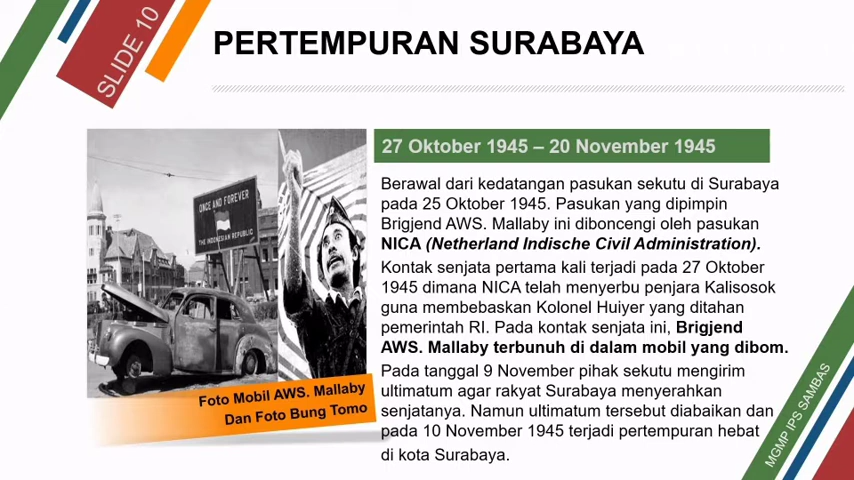 SLIDE 10
PERTEMPURAN SURABAYA
ONCE AND FOREVER
THE INDONESIAN REPUBLIC
Foto Mobil AWS. Mallaby
Dan Foto Bung Tomo
27 Oktober 1945 – 20 November 1945
Berawal dari kedatangan pasukan sekutu di Surabaya
pada 25 Oktober 1945. Pasukan yang dipimpin
Brigjend AWS. Mallaby ini diboncengi oleh pasukan
NICA (Netherland Indische Civil Administration).
Kontak senjata pertama kali terjadi pada 27 Oktober
1945 dimana NICA telah menyerbu penjara Kalisosok
guna membebaskan Kolonel Huiyer yang ditahan
pemerintah RI. Pada kontak senjata ini, Brigjend
AWS. Mallaby terbunuh di dalam mobil yang dibom.
Pada tanggal 9 November pihak sekutu mengirim
ultimatum agar rakyat Surabaya menyerahkan
senjatanya. Namun ultimatum tersebut diabaikan dan
pada 10 November 1945 terjadi pertempuran hebat
di kota Surabaya.
MGMP IPS SAMBAS